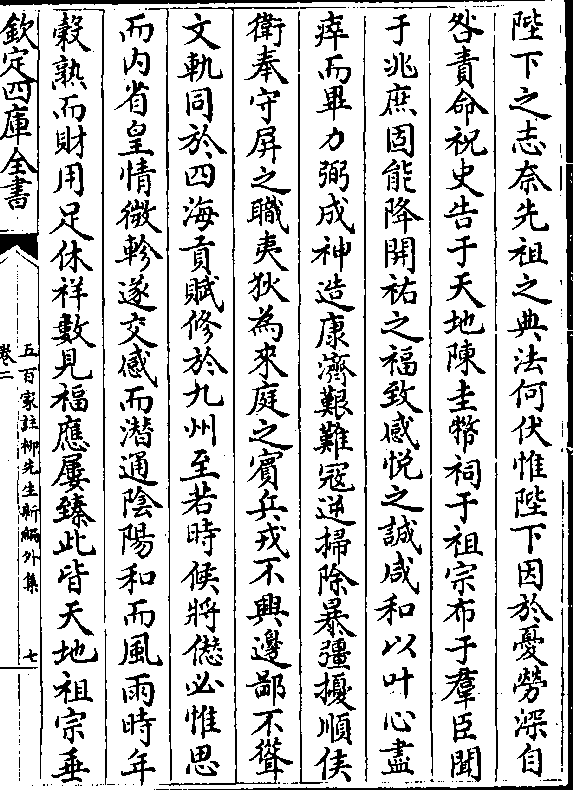 陛下之志奈先祖之典法何伏惟陛下因於憂勞深自
咎責命祝史告于天地陳圭幣祠于祖宗布于羣臣聞
于兆庶固能降開祐之福致感悦之誠咸和以叶心盡
瘁而畢力弼成神造康濟艱難冦逆掃除暴彊擾順侯
衛奉守屏之職夷狄為來庭之賓兵戎不興邊鄙不聳
文軌同於四海貢賦修於九州至若時候將愆必惟思
而内省皇情微軫遂交感而潜通隂陽和而風雨時年
榖熟而財用足休祥數見福應屢臻此皆天地祖宗垂
欽定四庫全書
五百家註柳先生新編外集
卷二
七